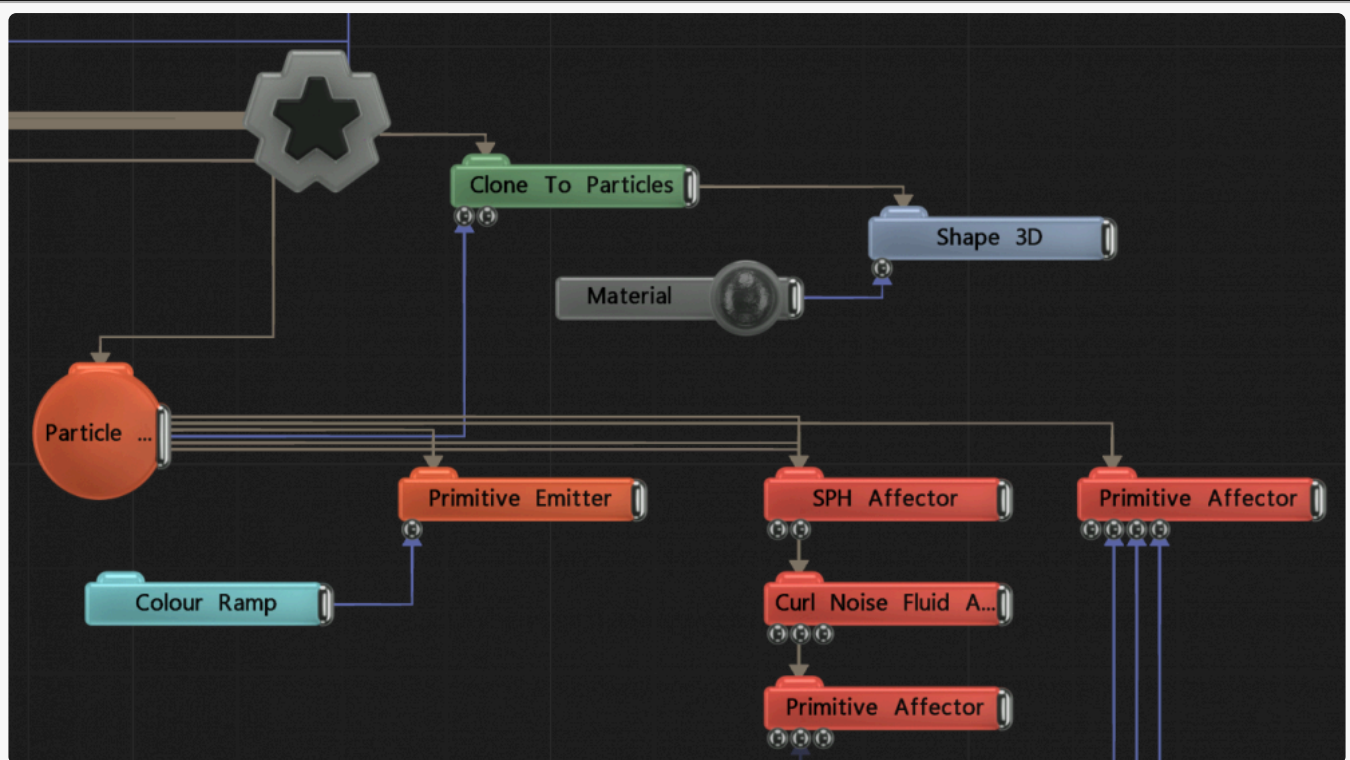 Clone To Particles
Shape 3D
Material
Particle ...
Primitive Emitter
SPH Affector
Primitive Affector
Colour Ramp
Curl Noise Fluid A...
Primitive Affector